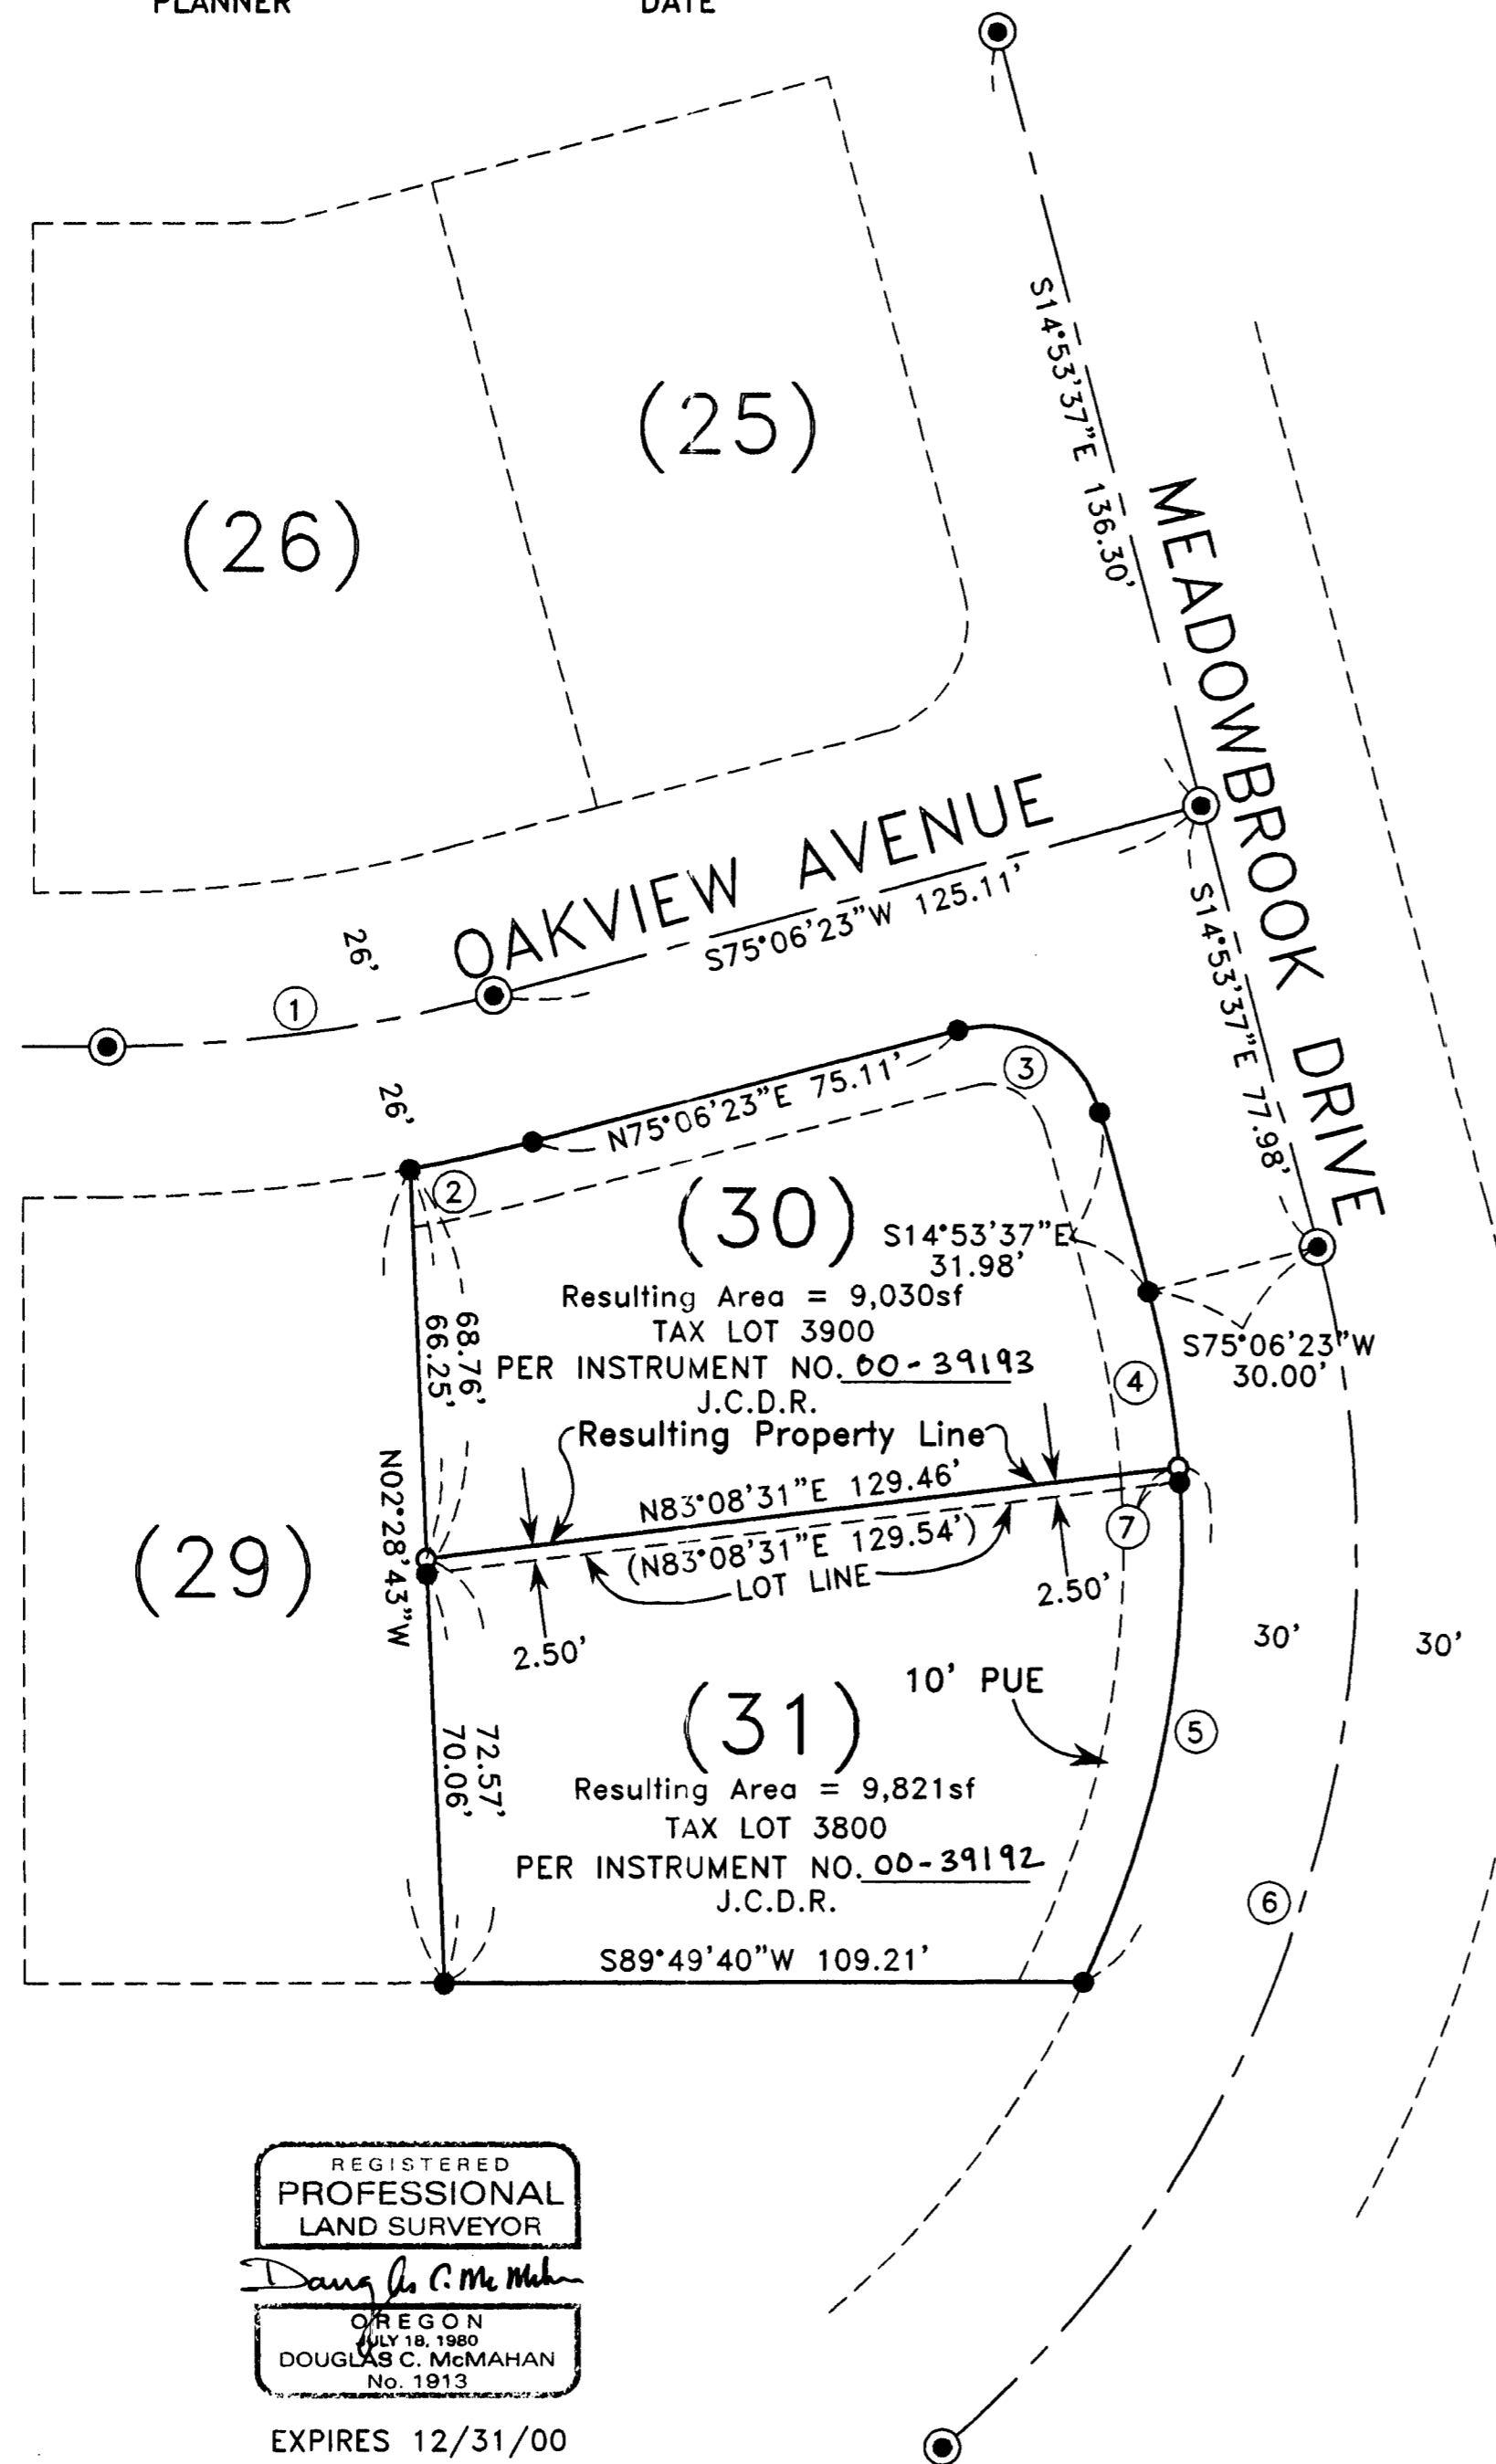 PLANNER DATE
S14°53'37"E 136.30'
(25)
(26)
MEADOWBROOK DRIVE
OAKVIEW AVENUE
S75°06'23"W 125.11'
S14°53'37"E 77.98'
26'
1
26'
3
N75°06'23"E 75.11'
2
(30)
S14°53'37"E
31.98'
Resulting Area = 9,030sf
TAX LOT 3900
PER INSTRUMENT NO. 00-39193
J.C.D.R.
68.76'
66.25'
S75°06'23"W
30.00'
4
Resulting Property Line
N83°08'31"E 129.46'
(N83°08'31"E 129.54')
LOT LINE
7
2.50'
2.50'
N02°28'43"W
(29)
30' 30'
10' PUE
(31)
5
72.57'
70.06'
Resulting Area = 9,821sf
TAX LOT 3800
PER INSTRUMENT NO. 00-39192
J.C.D.R.
6
S89°49'40"W 109.21'
REGISTERED
PROFESSIONAL
LAND SURVEYOR
Douglas C. McMahan
OREGON
JULY 18, 1980
DOUGLAS C. McMAHAN
No. 1913
EXPIRES 12/31/00